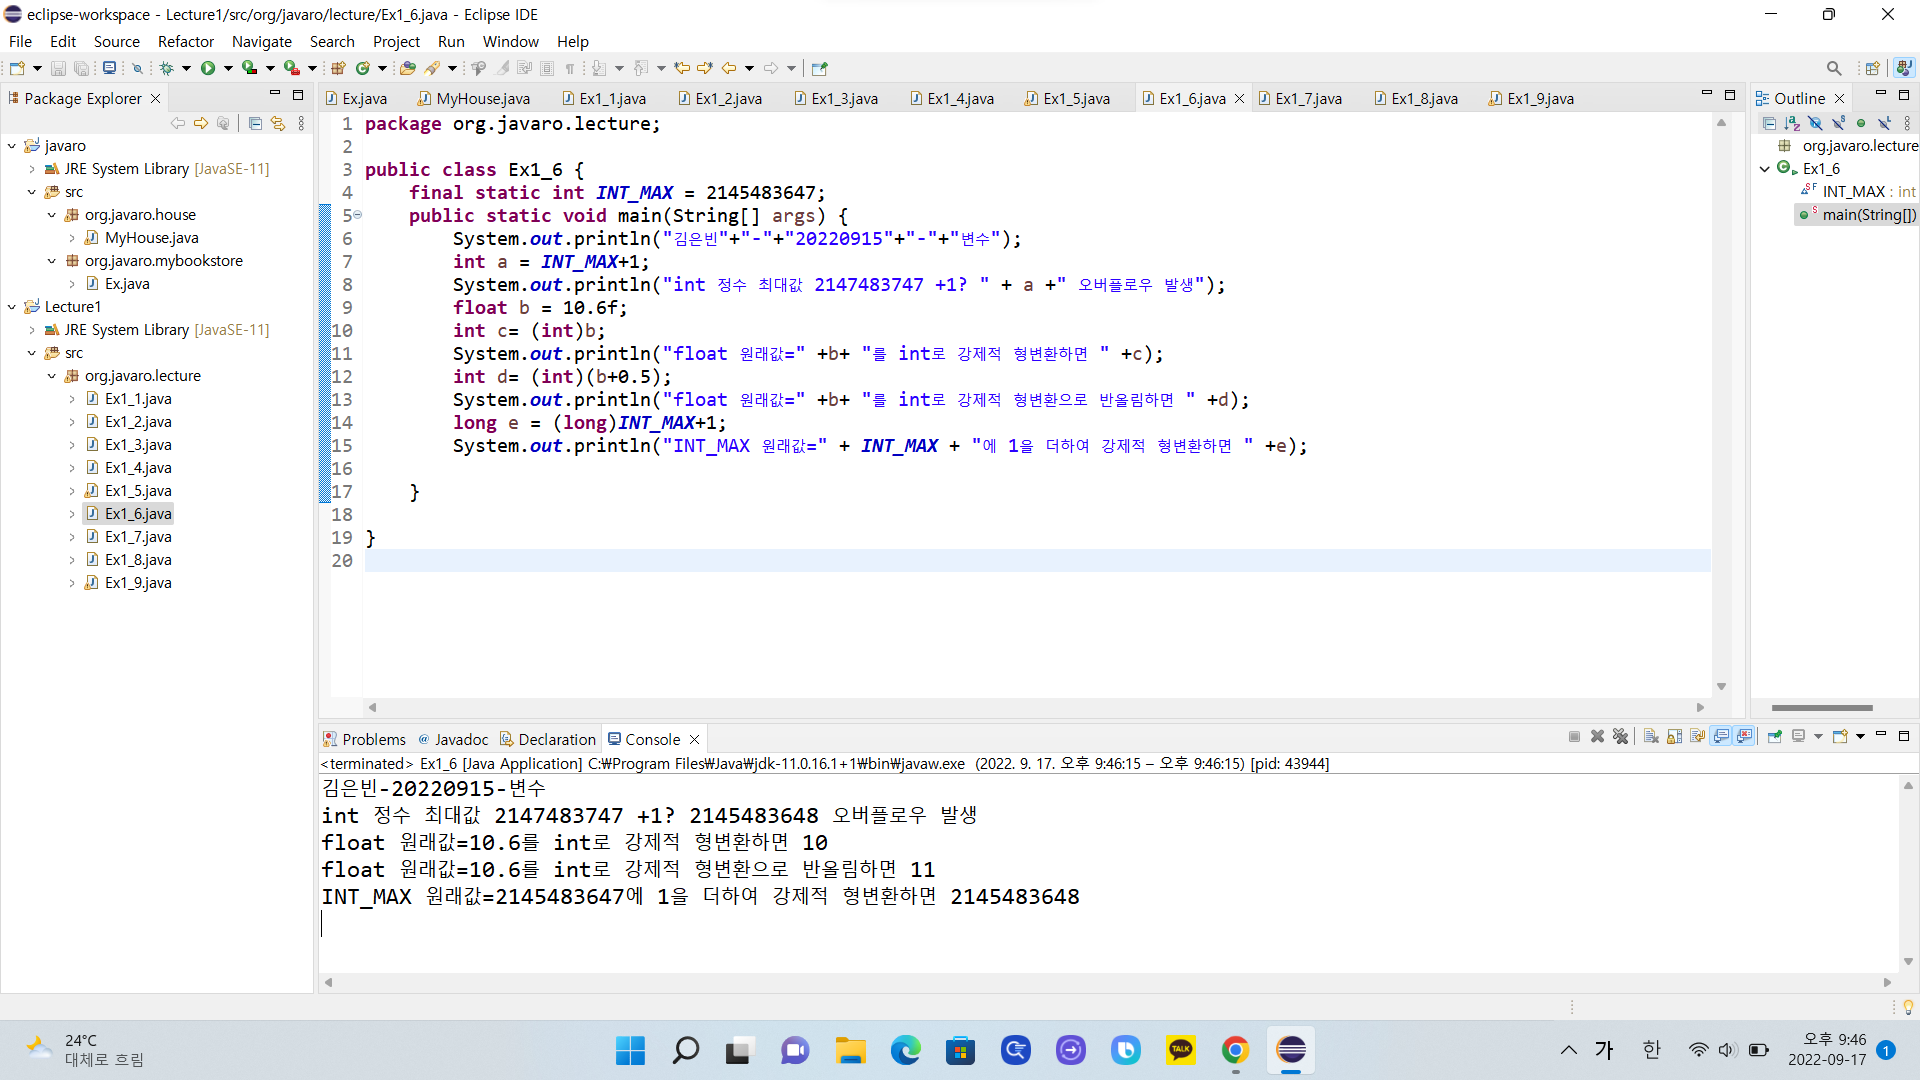 eclipse-workspace - Lecture1/src/org/javaro/lecture/Ex1_6.java - Eclipse IDE
File Edit Source Refactor Navigate Search Project Run Window Help
Package Explorer
javaro
JRE System Library [JavaSE-11]
src
org.javaro.house
MyHouse.java
org.javaro.mybookstore
Ex.java
Lecture1
JRE System Library [JavaSE-11]
src
org.javaro.lecture
Ex1_1.java
Ex1_2.java
Ex1_3.java
Ex1_4.java
Ex1_5.java
Ex1_6.java
Ex1_7.java
Ex1_8.java
Ex1_9.java
Ex.java MyHouse.java Ex1_1.java Ex1_2.java Ex1_3.java Ex1_4.java Ex1_5.java Ex1_6.java Ex1_7.java Ex1_8.java Ex1_9.java
1 package org.javaro.lecture;
2
3 public class Ex1_6 {
4 final static int INT_MAX = 2145483647;
5 public static void main(String[] args) {
6 System.out.println("김은빈"+"-"+"20220915"+"-"+"변수");
7 int a = INT_MAX+1;
8 System.out.println("int 정수 최대값 2147483747 +1? " + a +" 오버플로우 발생");
9 float b = 10.6f;
10 int c= (int)b;
11 System.out.println("float 원래값=" +b+ "를 int로 강제적 형변환하면 " +c);
12 int d= (int)(b+0.5);
13 System.out.println("float 원래값=" +b+ "를 int로 강제적 형변환으로 반올림하면 " +d);
14 long e = (long)INT_MAX+1;
15 System.out.println("INT_MAX 원래값=" + INT_MAX + "에 1을 더하여 강제적 형변환하면 " +e);
16
17 }
18
19 }
20
Outline
org.javaro.lecture
Ex1_6
INT_MAX : int
main(String[])
Problems @ Javadoc Declaration Console
<terminated> Ex1_6 [Java Application] C:₩Program Files₩Java₩jdk-11.0.16.1+1₩bin₩javaw.exe (2022. 9. 17. 오후 9:46:15 – 오후 9:46:15) [pid: 43944]
김은빈-20220915-변수
int 정수 최대값 2147483747 +1? 2145483648 오버플로우 발생
float 원래값=10.6를 int로 강제적 형변환하면 10
float 원래값=10.6를 int로 강제적 형변환으로 반올림하면 11
INT_MAX 원래값=2145483647에 1을 더하여 강제적 형변환하면 2145483648
24°C
대체로 흐림
TALK
가 한
오후 9:46
2022-09-17
1